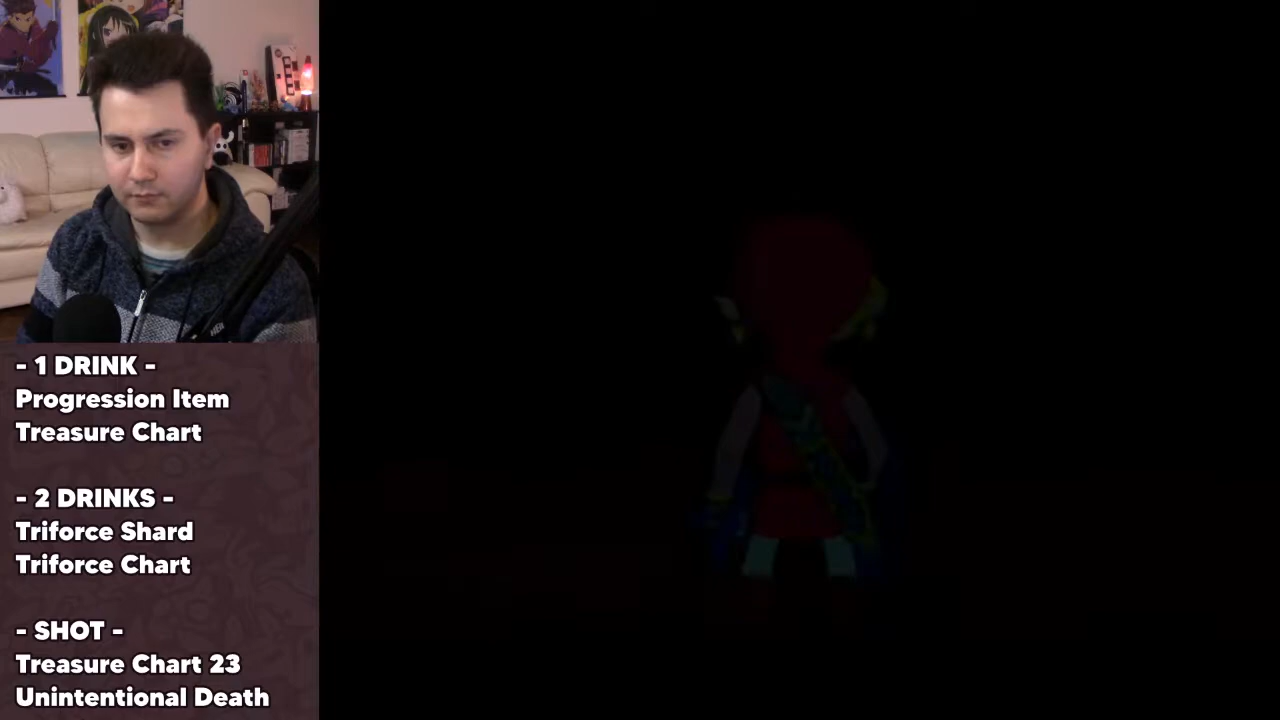 - 1 DRINK -
Progression Item
Treasure Chart
- 2 DRINKS -
Triforce Shard
Triforce Chart
- SHOT -
Treasure Chart 23
Unintentional Death